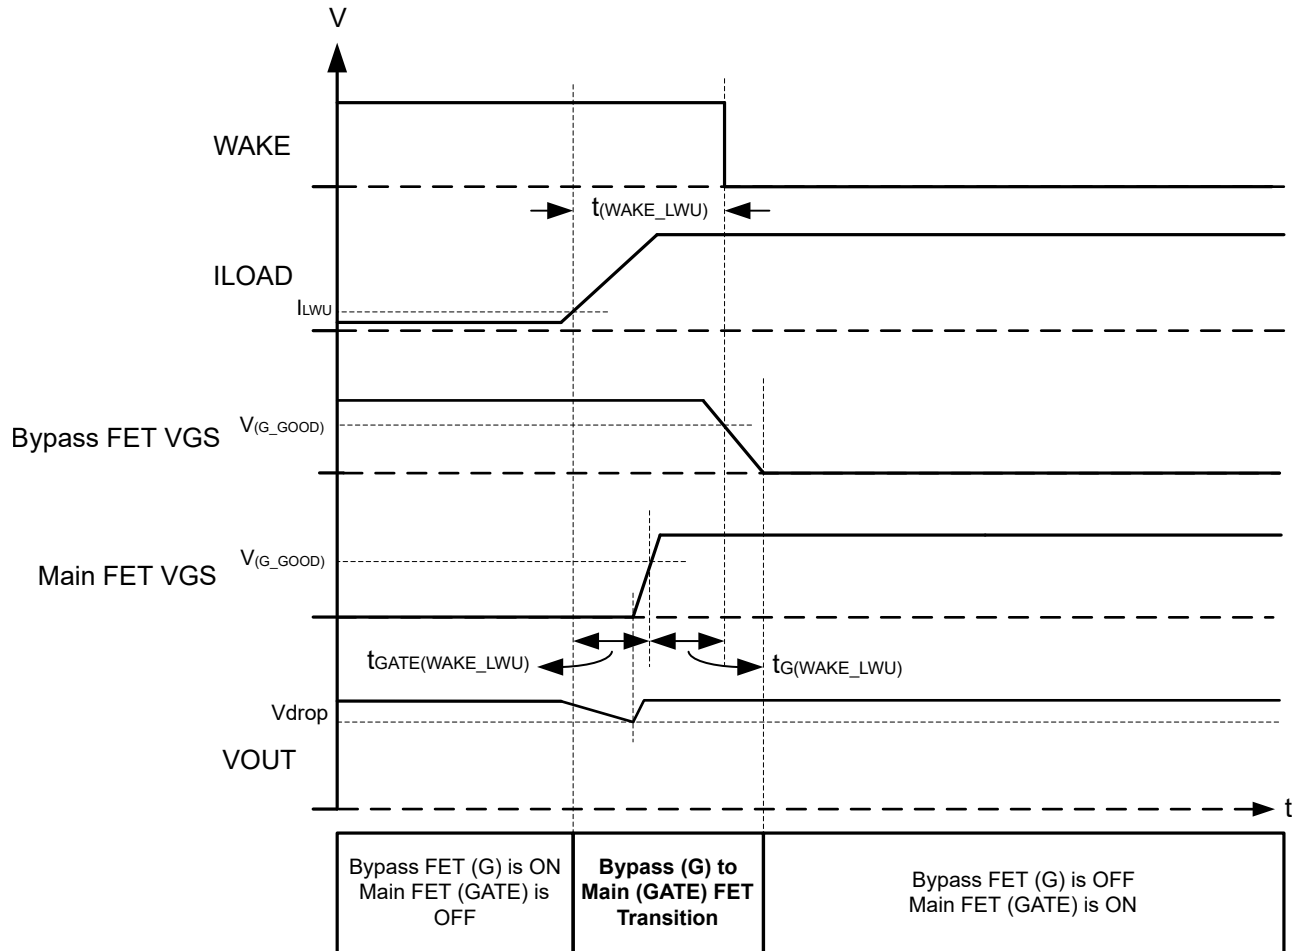 V
WAKE
t(WAKE_LWU)
ILOAD
ILWU
Bypass FET VGS
V(G_GOOD)
V(G_GOOD)
Main FET VGS
tGATE(WAKE_LWU)
tG(WAKE_LWU)
Vdrop
VOUT
t
Bypass FET (G) is ON
Main FET (GATE) is
OFF
Bypass (G) to
Main (GATE) FET
Transition
Bypass FET (G) is OFF
Main FET (GATE) is ON